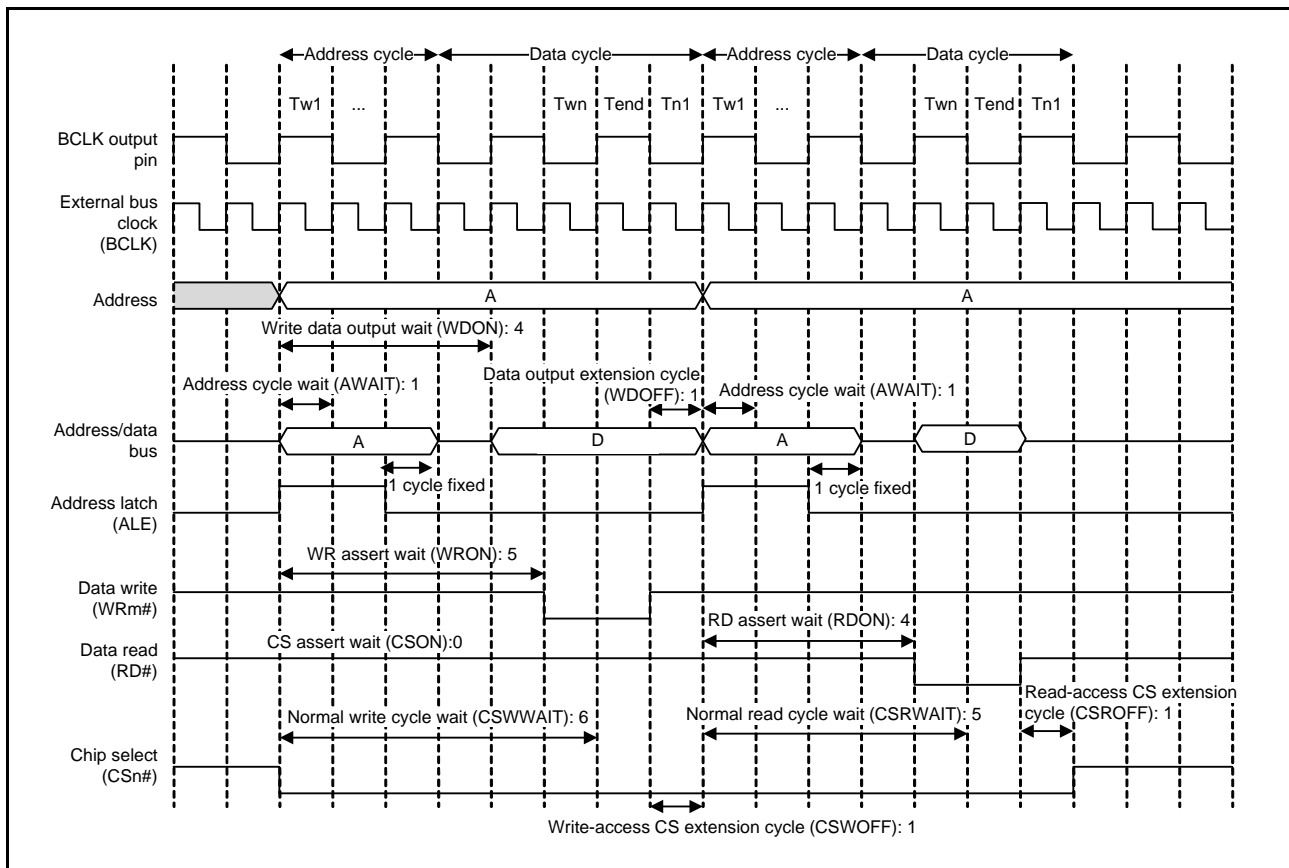 Address cycle Data cycle Address cycle Data cycle
Tw1 ... Twn Tend Tn1 Tw1 ... Twn Tend Tn1
BCLK output
pin
External bus
clock
(BCLK)
Address
A A
Write data output wait (WDON): 4
Address cycle wait (AWAIT): 1
Data output extension cycle
(WDOFF): 1
Address cycle wait (AWAIT): 1
Address/data
bus
A D A D
1 cycle fixed 1 cycle fixed
Address latch
(ALE)
WR assert wait (WRON): 5
Data write
(WRm#)
RD assert wait (RDON): 4
CS assert wait (CSON):0
Data read
(RD#)
Read-access CS extension
cycle (CSROFF): 1
Normal write cycle wait (CSWWAIT): 6
Normal read cycle wait (CSRWAIT): 5
Chip select
(CSn#)
Write-access CS extension cycle (CSWOFF): 1